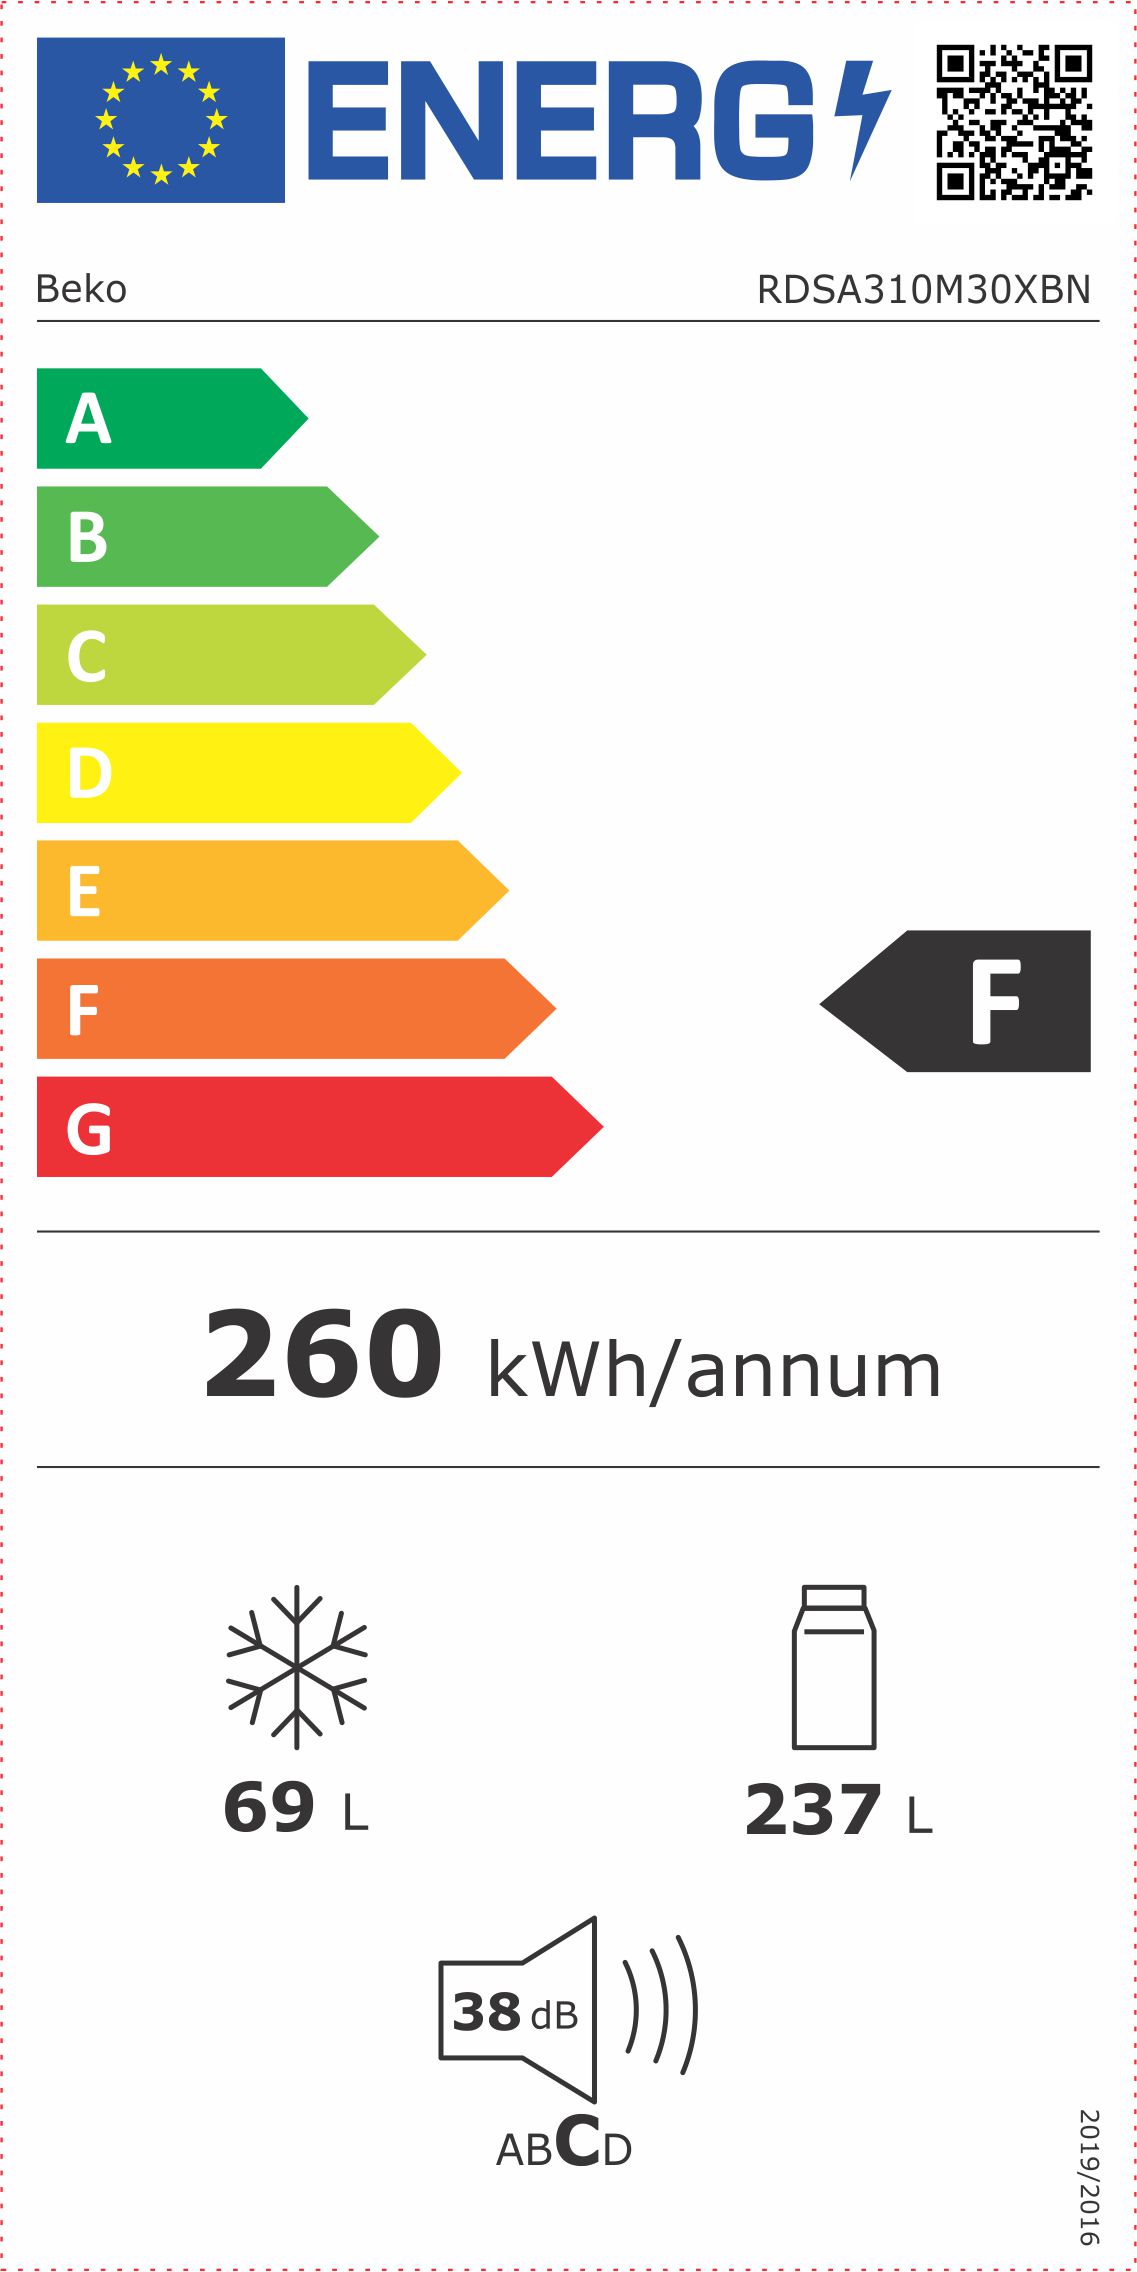 ENERG
Beko RDSA310M30XBN
A
B
C
D
E
F
F
G
260 kWh/annum
69 L
237 L
38 dB
ABCD
2019/2016